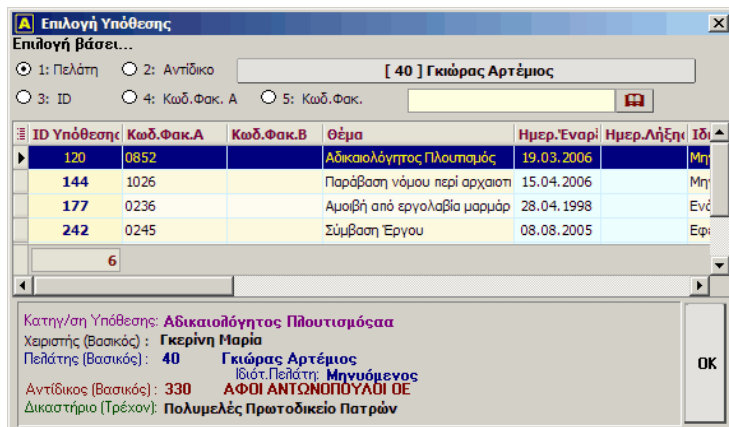 A Επιλογή Υπόθεσης
Επιλογή βάσει...
1: Πελάτη 2: Αντίδικο [ 40 ] Γκιώρας Αρτέμιος
3: ID 4: Κωδ.Φακ. Α 5: Κωδ.Φακ.
ID Υπόθεσης Κωδ.Φακ.Α Κωδ.Φακ.Β Θέμα Ημερ.Έναρ Ημερ.Λήξης Ιδι
120 0852 Αδικαιολόγητος Πλουτισμός 19.03.2006 Μην
144 1026 Παράβαση νόμου περί αρχαιοτ 15.04.2006 Μην
177 0236 Αμοιβή από εργολαβία μαρμάρ 28.04.1998 Ενά
242 0245 Σύμβαση Έργου 08.08.2005 Εφε
6
Κατηγ/ση Υπόθεσης: Αδικαιολόγητος Πλουτισμόςαα
Χειριστής (Βασικός) : Γκερίνη Μαρία
Πελάτης (Βασικός) : 40 Γκιώρας Αρτέμιος
Ιδιότ.Πελάτη: Μηνυόμενος
ΟΚ
Αντίδικος (Βασικός) : 330 ΑΦΟΙ ΑΝΤΩΝΟΠΟΥΛΟΙ ΟΕ
Δικαστήριο (Τρέχον): Πολυμελές Πρωτοδικείο Πατρών